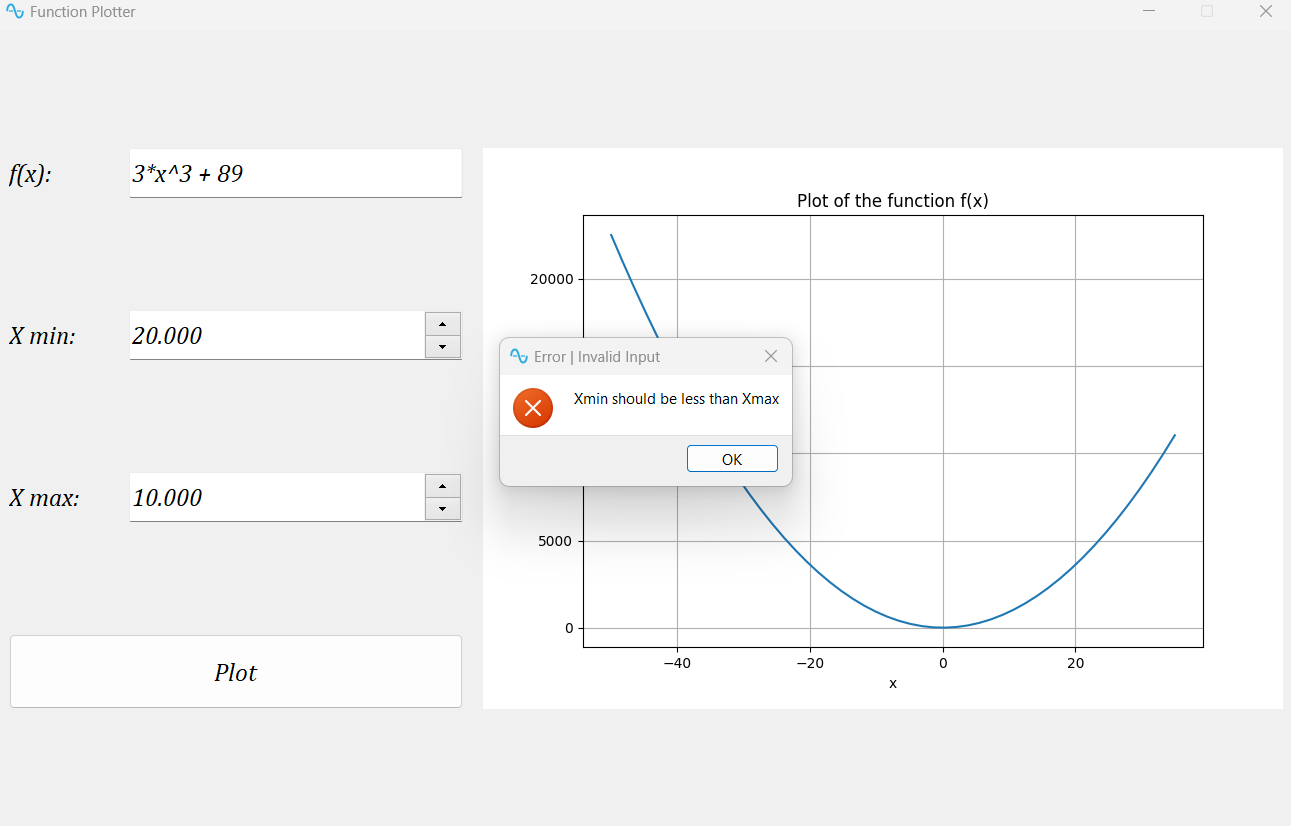 Function Plotter
f(x):
3*x^3 + 89
X min:
20.000
X max:
10.000
Plot
Plot of the function f(x)
20000
5000
0
−40
−20
0
20
x
Error | Invalid Input
Xmin should be less than Xmax
OK